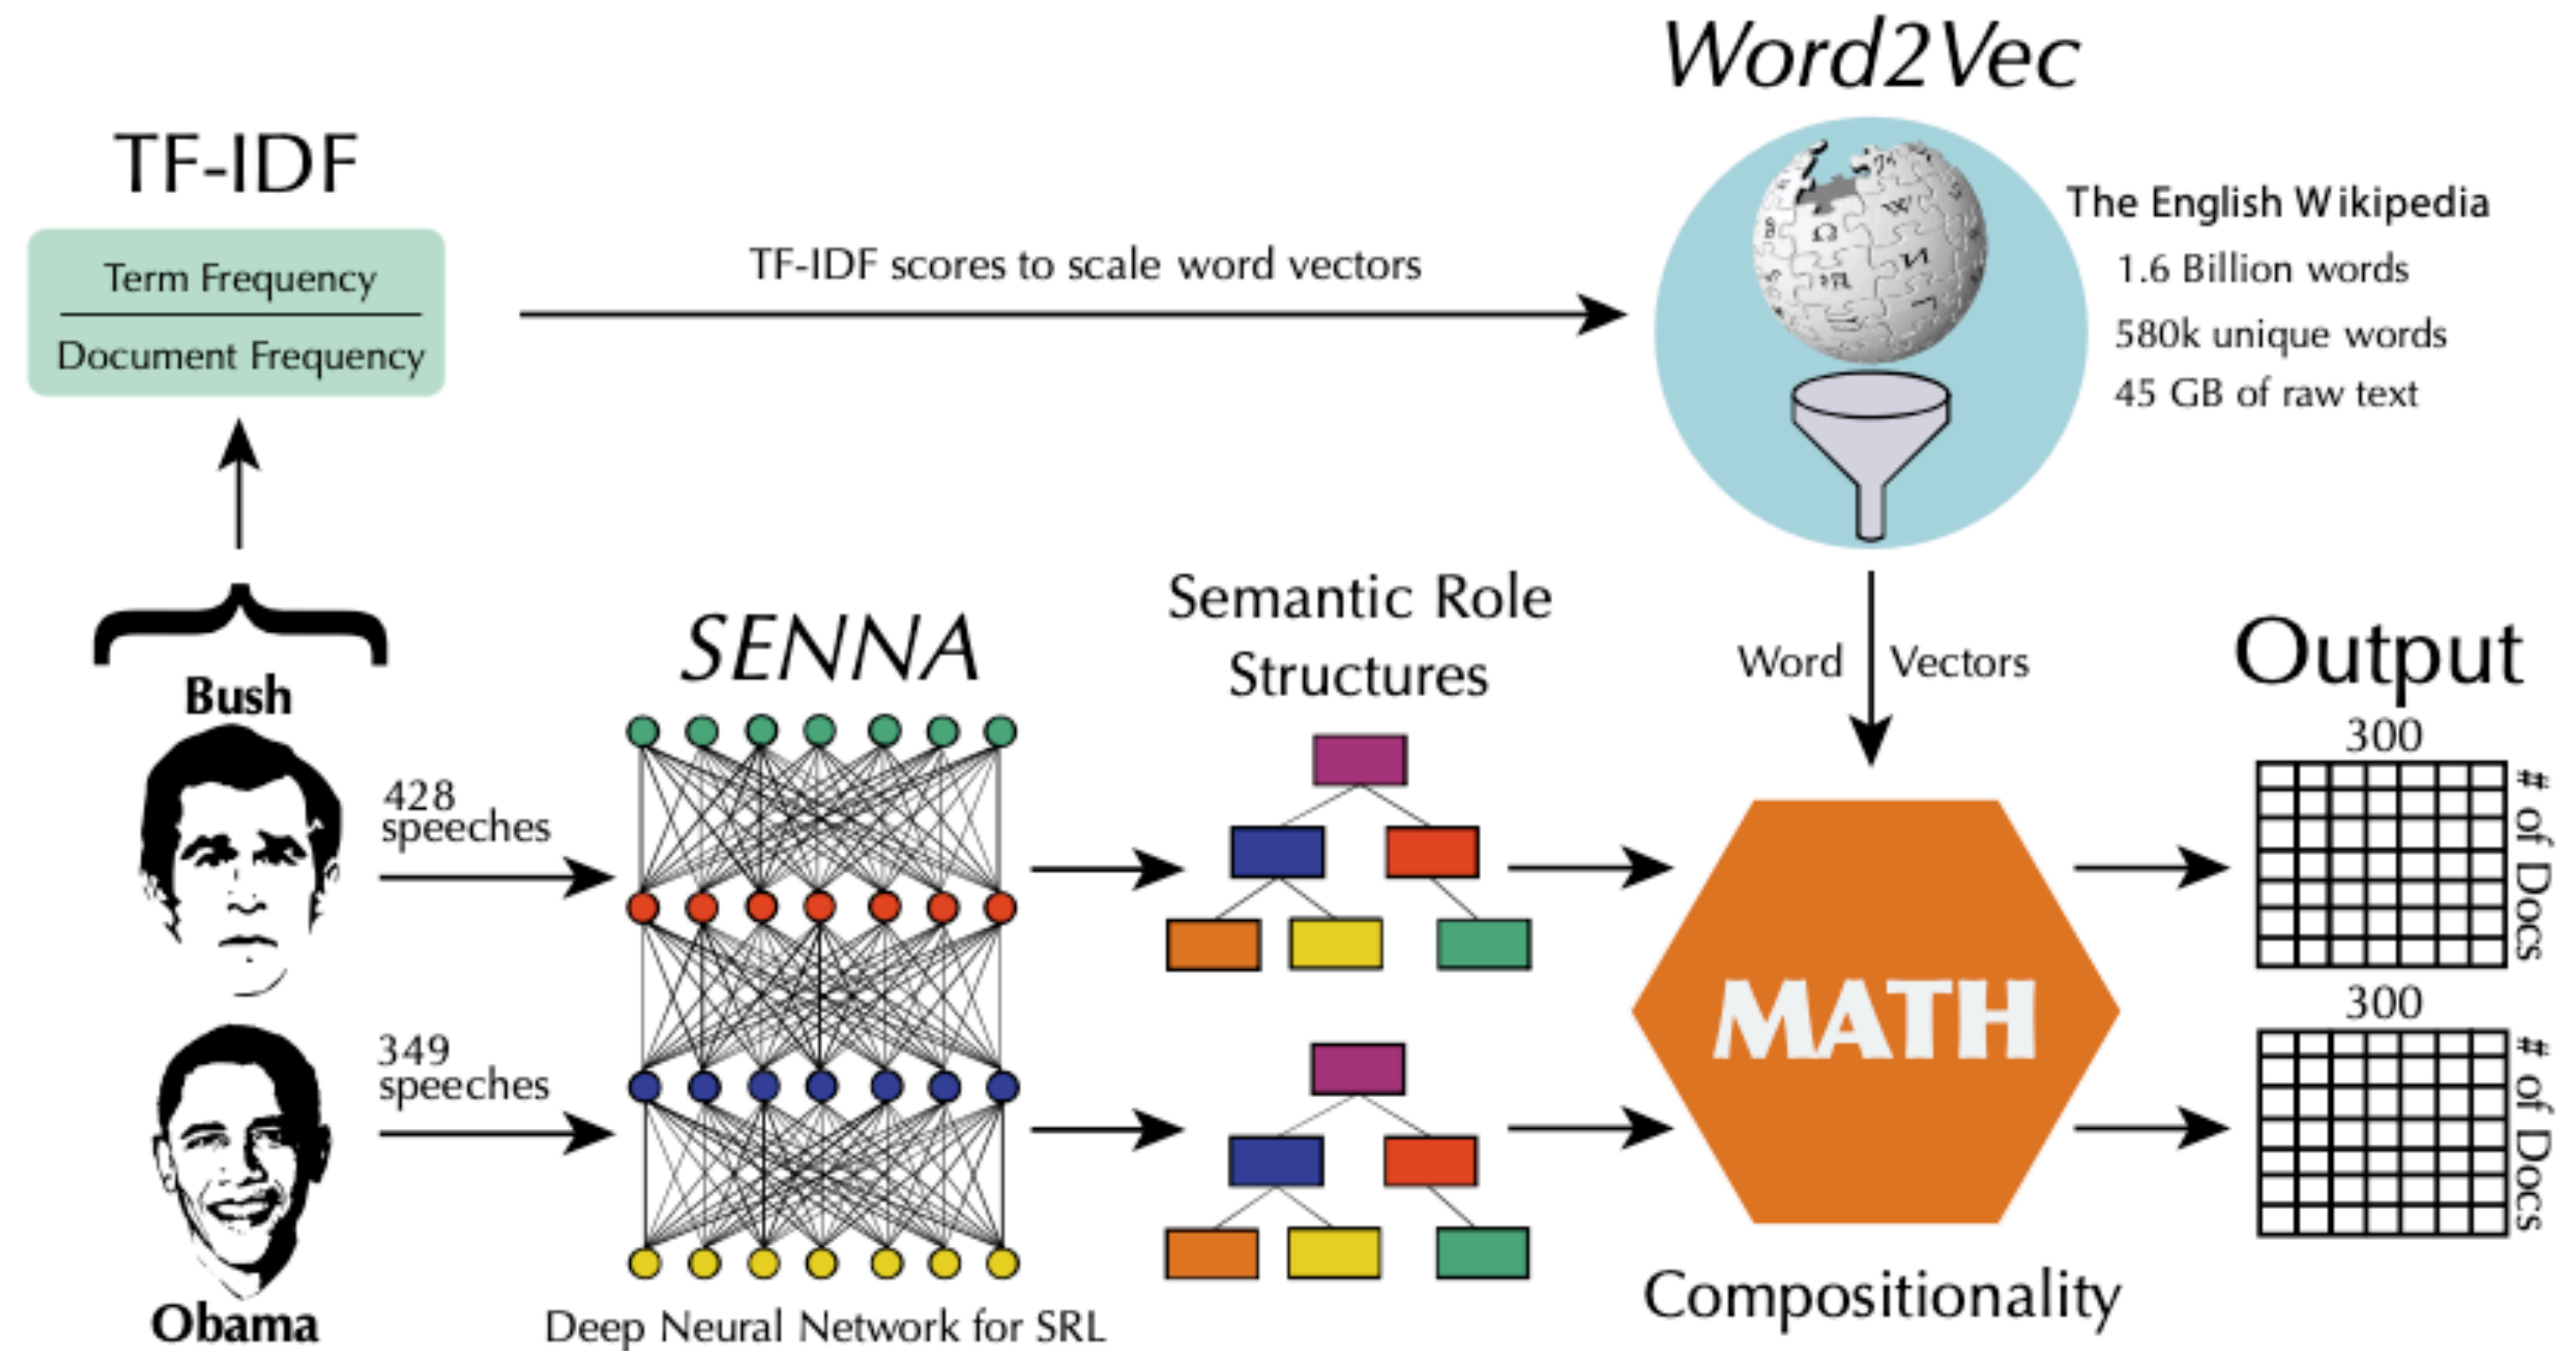 Word2Vec
TF-IDF
Term Frequency
Document Frequency
TF-IDF scores to scale word vectors
The English Wikipedia
1.6 Billion words
580k unique words
45 GB of raw text
Bush
428
speeches
Obama
349
speeches
SENNA
Deep Neural Network for SRL
Semantic Role
Structures
Word Vectors
MATH
Compositionality
Output
300
# of Docs
300
# of Docs